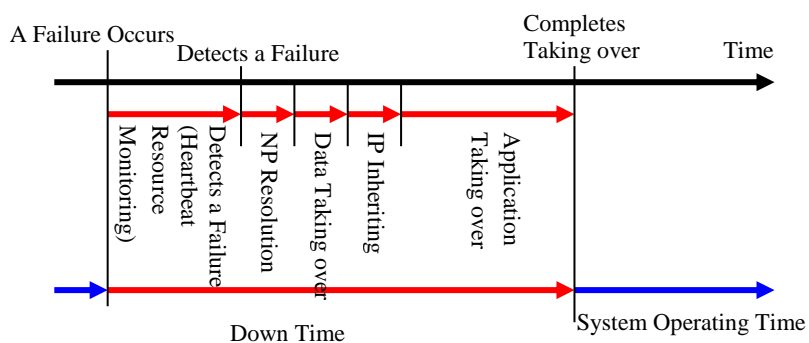 A Failure Occurs
Detects a Failure
Completes
Taking over
Time
Detects a Failure
(Heartbeat
Resource
Monitoring)
NP Resolution
Data Taking over
IP Inheriting
Application
Taking over
Down Time
System Operating Time